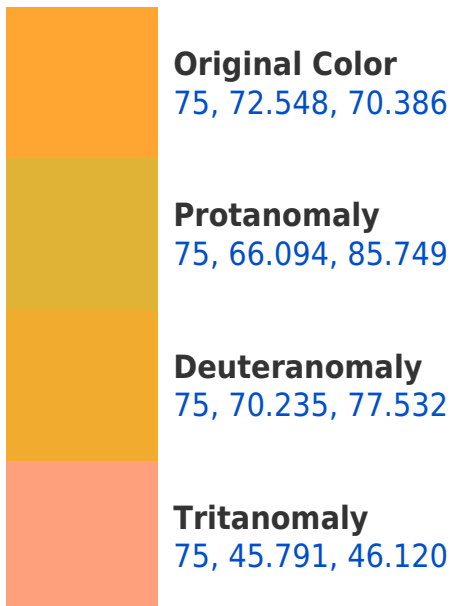 Original Color
75, 72.548, 70.386
Protanomaly
75, 66.094, 85.749
Deuteranomaly
75, 70.235, 77.532
Tritanomaly
75, 45.791, 46.120